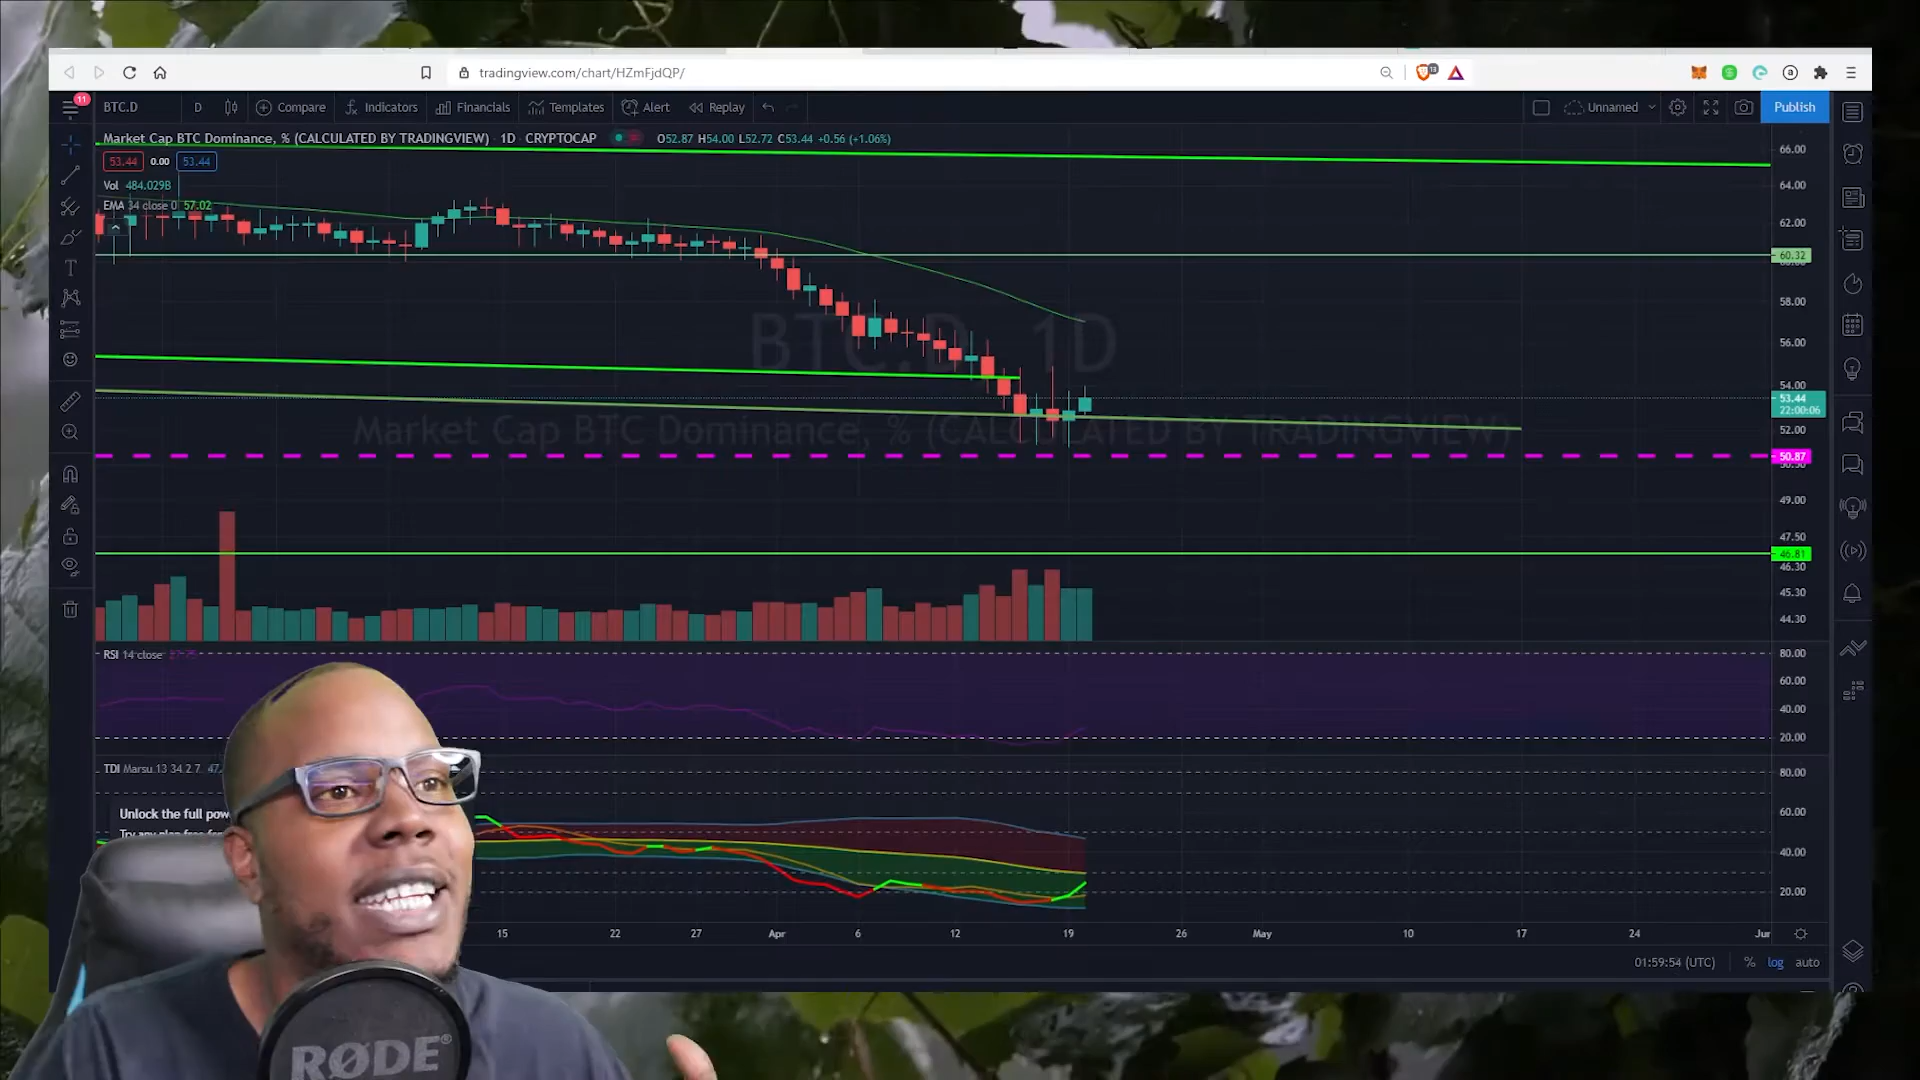 tradingview.com/chart/HZmFjdQP/
11
BTC.D D Compare Indicators Financials Templates Alert Replay Unnamed Publish
Market Cap BTC Dominance, % (CALCULATED BY TRADINGVIEW) · 1D · CRYPTOCAP O52.87 H54.00 L52.72 C53.44 +0.56 (+1.06%)
53.44 0.00 53.44
Vol 484.029B
EMA 34 close 0 57.02
BTC.D, 1D
Market Cap BTC Dominance, % (CALCULATED BY TRADINGVIEW)
66.00
64.00
62.00
60.32
58.00
56.00
54.00
53.44
22:00:06
52.00
50.87
49.00
47.50
46.81
46.30
45.30
44.30
RSI 14 close
80.00
60.00
40.00
20.00
TDI Marsu 13 34 2 7 47.
80.00
60.00
40.00
20.00
Unlock the full pow
Try any plan free for
15 22 27 Apr 6 12 19 26 May 10 17 24 Jun
01:59:54 (UTC) % log auto
RØDE®